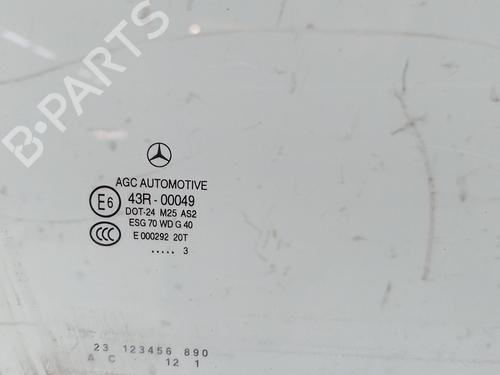 B-PARTS
AGC AUTOMOTIVE
E6 43R - 00049
DOT-24 M25 AS2
ESG 70 WD G 40
CCC E 000292 20T
..... 3
23 123456 890
A C 12 1